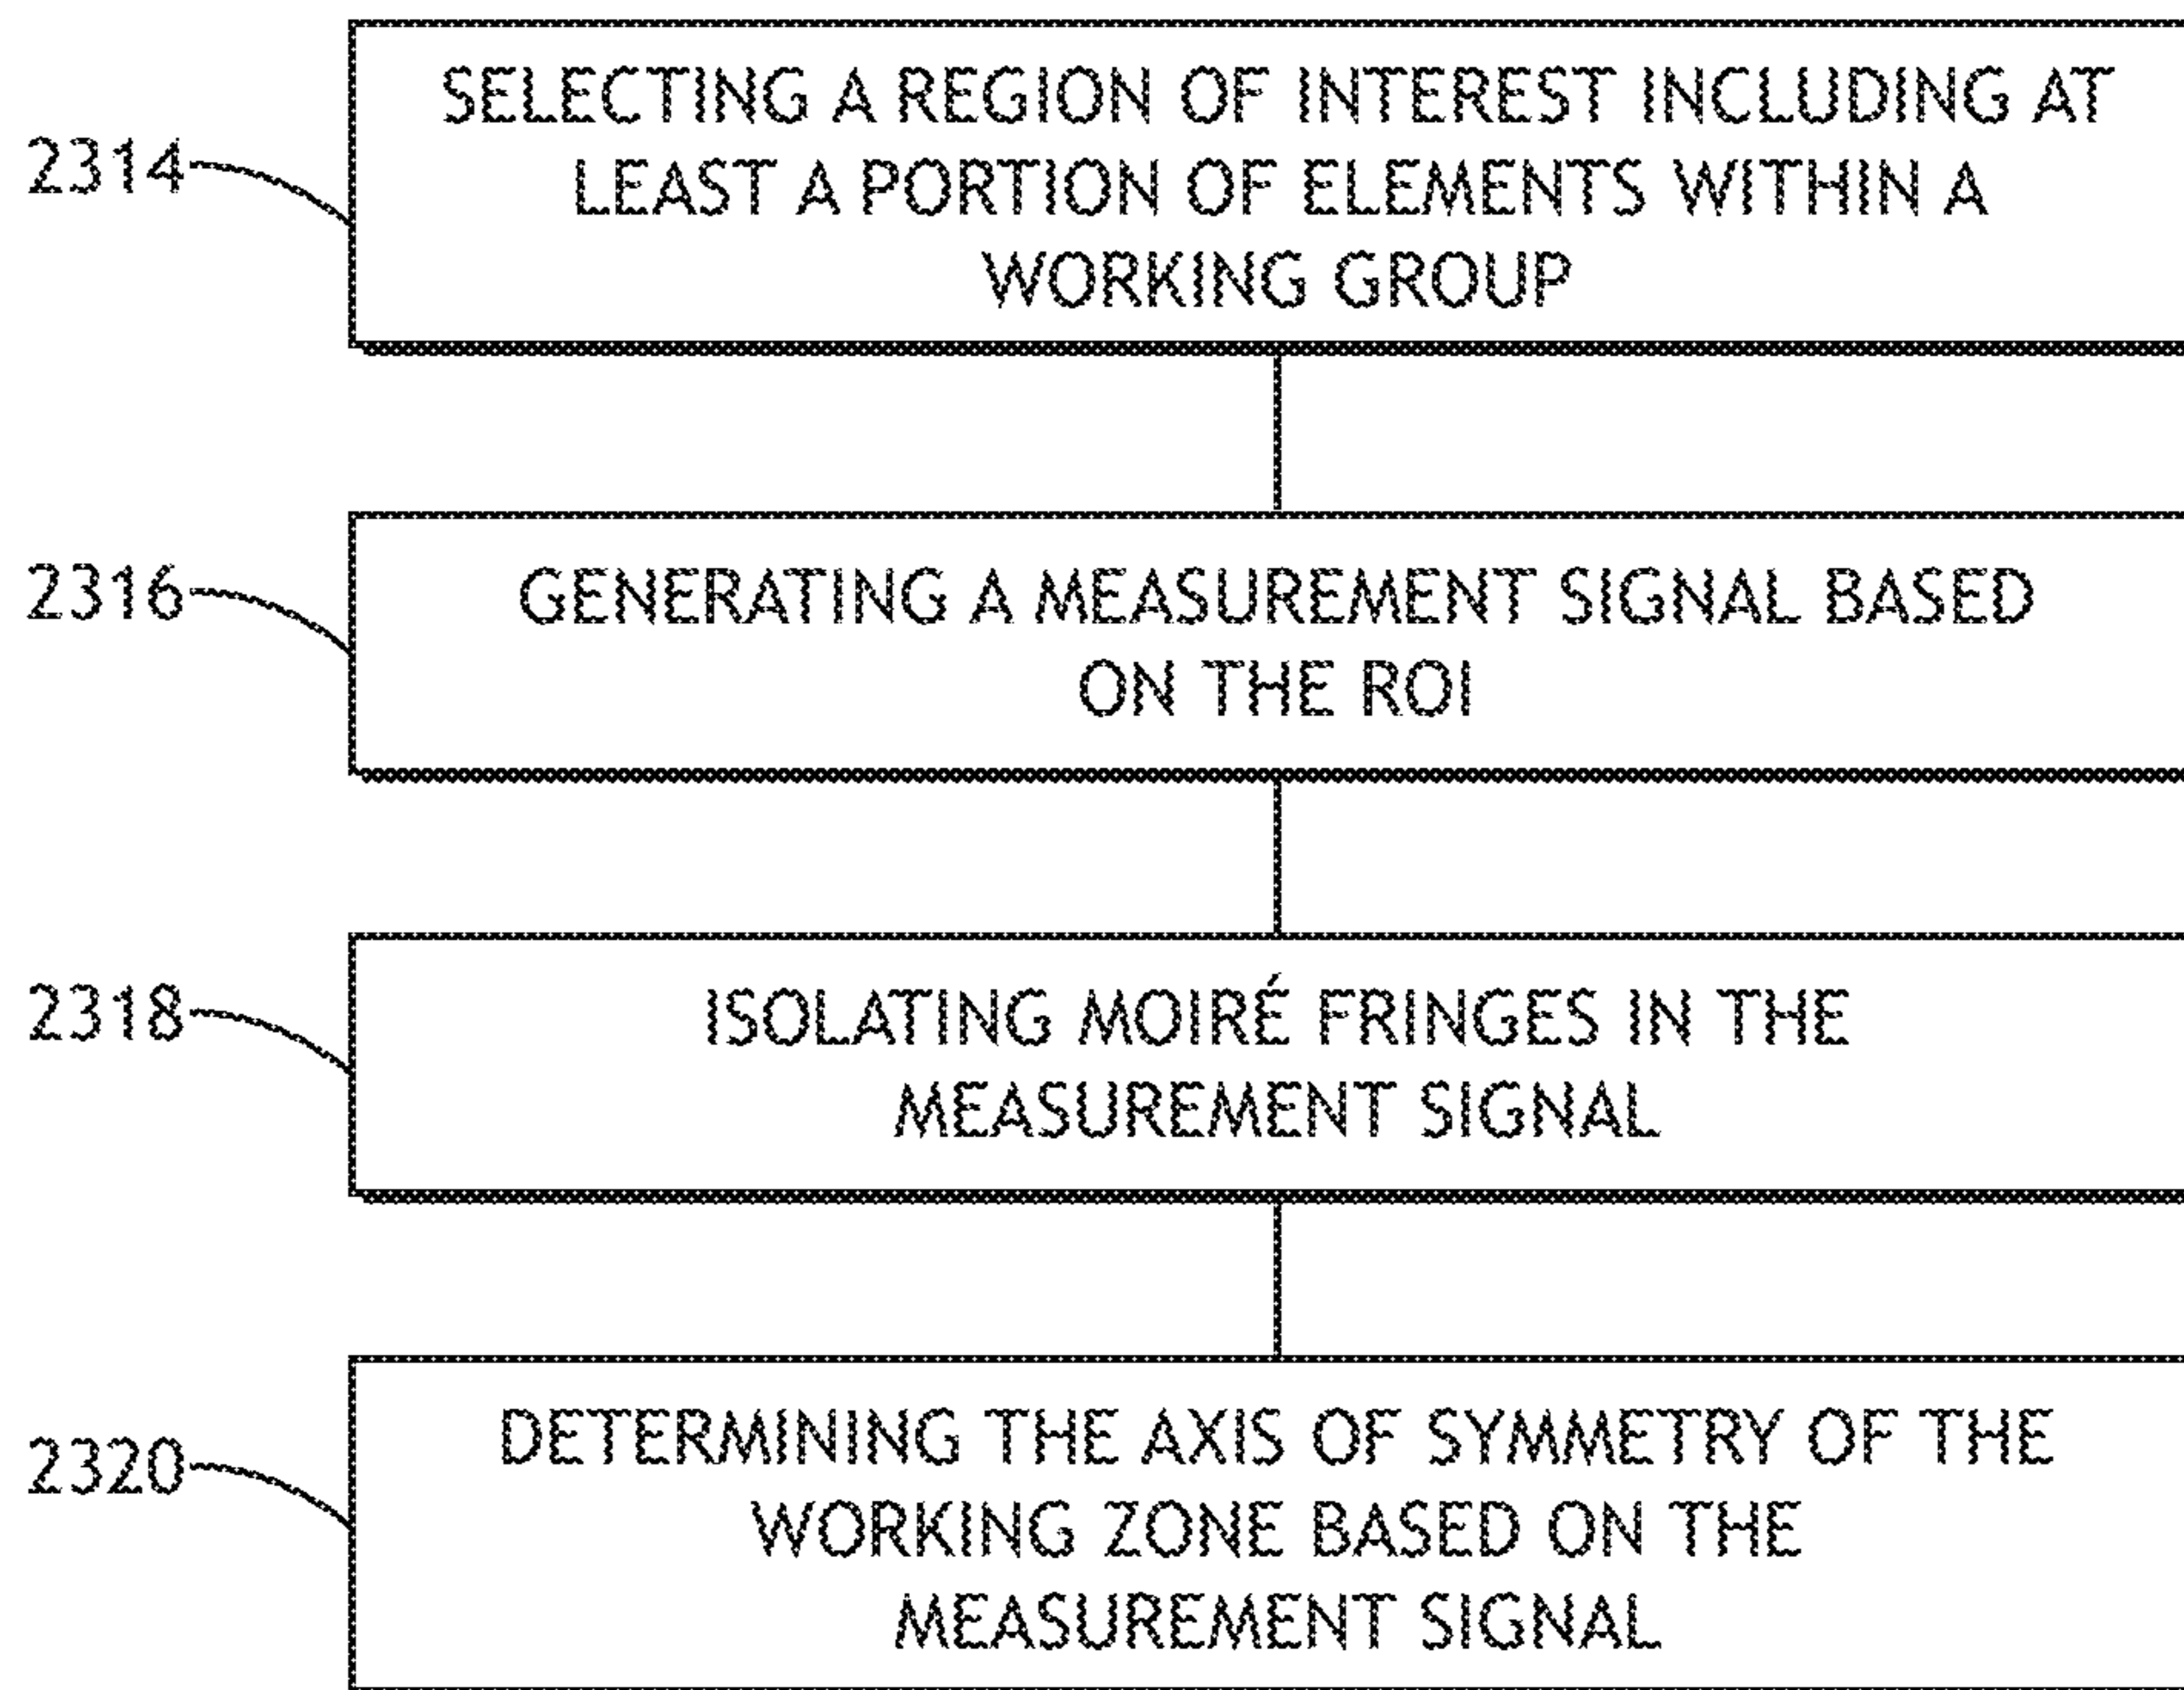 2314
SELECTING A REGION OF INTEREST INCLUDING AT
LEAST A PORTION OF ELEMENTS WITHIN A
WORKING GROUP
2316
GENERATING A MEASUREMENT SIGNAL BASED
ON THE ROI
2318
ISOLATING MOIRÉ FRINGES IN THE
MEASUREMENT SIGNAL
2320
DETERMINING THE AXIS OF SYMMETRY OF THE
WORKING ZONE BASED ON THE
MEASUREMENT SIGNAL